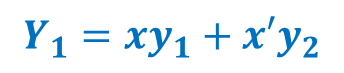 Y₁ = xy₁ + x′y₂